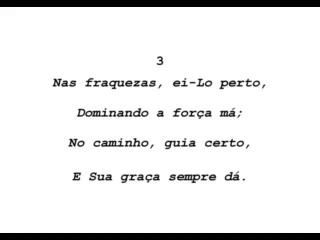 3
Nas fraquezas, ei-Lo perto,
Dominando a força má;
No caminho, guia certo,
E Sua graça sempre dá.